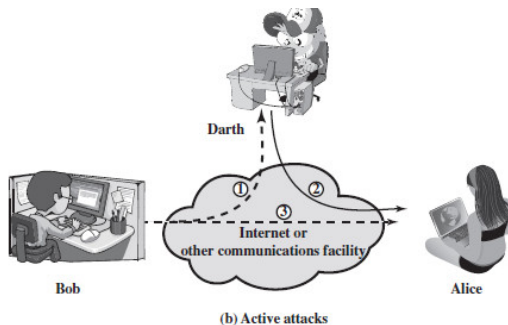 Darth
① ②
③
Internet or
other communications facility
Bob
Alice
(b) Active attacks